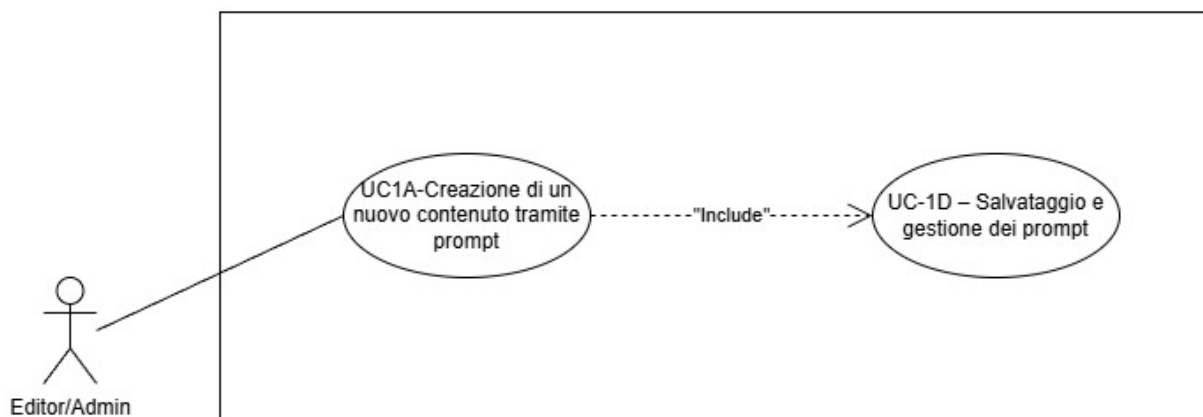 UC1A-Creazione di un
nuovo contenuto tramite
prompt
"Include"
UC-1D – Salvataggio e
gestione dei prompt
Editor/Admin